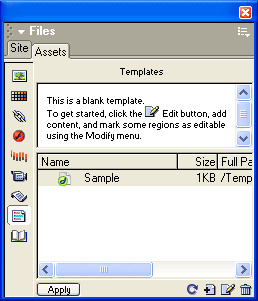 Files
Site Assets
Templates
This is a blank template.
To get started, click the Edit button, add
content, and mark some regions as editable
using the Modify menu.
Name Size Full Pa
Sample 1KB /Temp
Apply